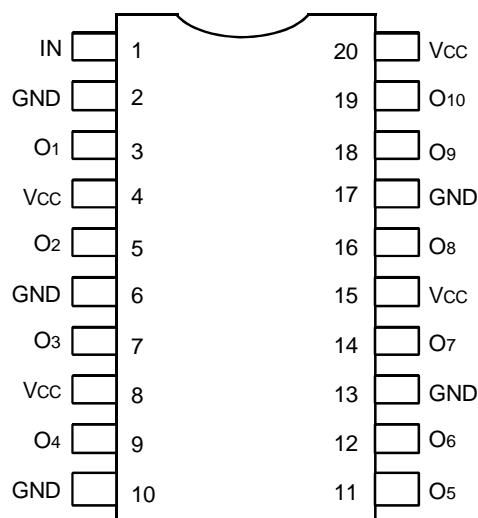 IN 1 20 VCC
GND 2 19 O10
O1 3 18 O9
VCC 4 17 GND
O2 5 16 O8
GND 6 15 VCC
O3 7 14 O7
VCC 8 13 GND
O4 9 12 O6
GND 10 11 O5